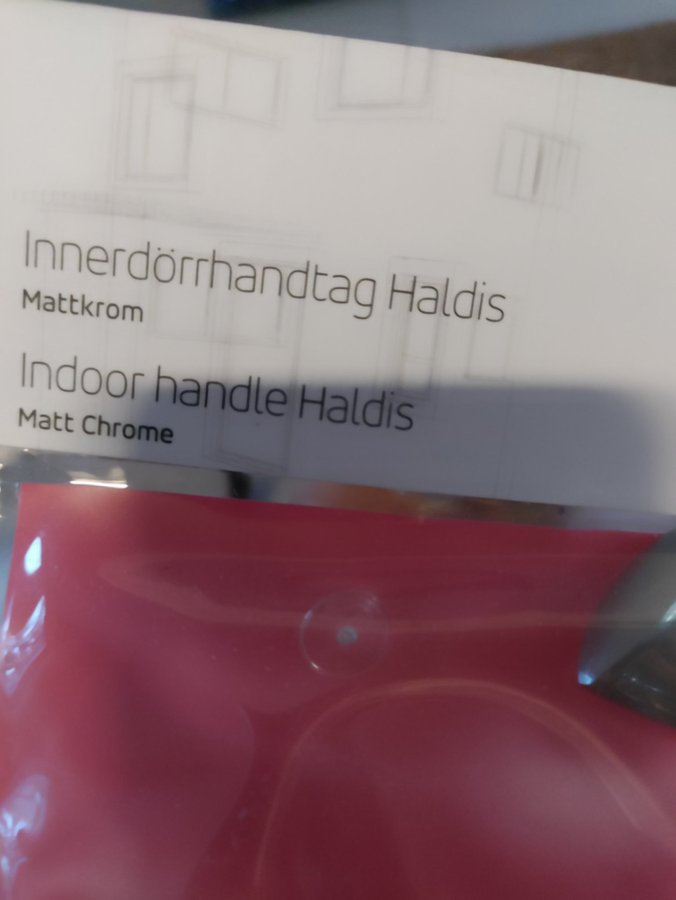 Innerdörrhandtag Haldis
Mattkrom
Indoor handle Haldis
Matt Chrome